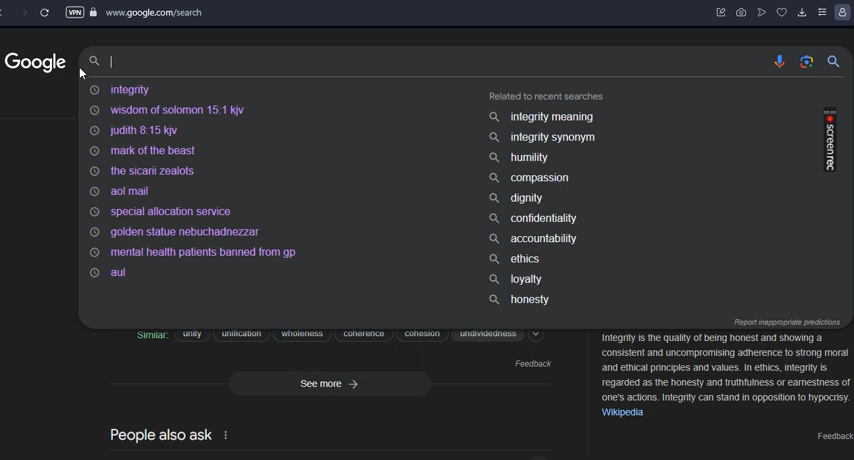 VPN www.google.com/search
Google
integrity
wisdom of solomon 15:1 kjv
judith 8:15 kjv
mark of the beast
the sicarii zealots
aol mail
special allocation service
golden statue nebuchadnezzar
mental health patients banned from gp
aul
Related to recent searches
integrity meaning
integrity synonym
humility
compassion
dignity
confidentiality
accountability
ethics
loyalty
honesty
screenrec
Report inappropriate predictions
Similar: unity unification wholeness coherence cohesion undividedness
Feedback
See more
People also ask
Integrity is the quality of being honest and showing a
consistent and uncompromising adherence to strong moral
and ethical principles and values. In ethics, integrity is
regarded as the honesty and truthfulness or earnestness of
one's actions. Integrity can stand in opposition to hypocrisy.
Wikipedia
Feedback